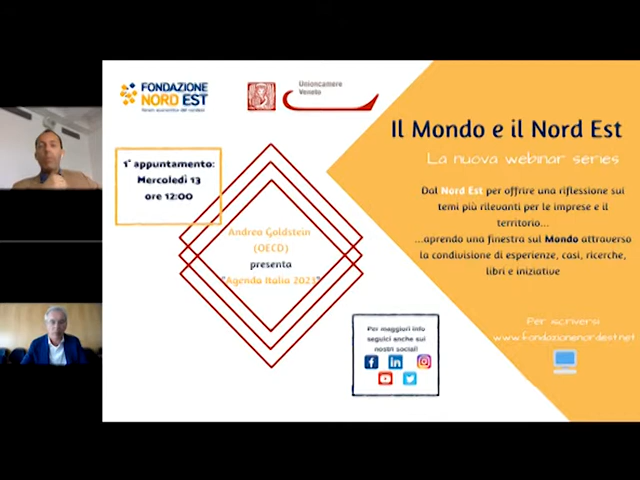 FONDAZIONE
NORD EST
Unioncamere
Veneto
1° appuntamento:
Mercoledì 13
ore 12:00
Andrea Goldstein
(OECD)
presenta
"Agenda Italia 2023"
Il Mondo e il Nord Est
La nuova webinar series
Dal Nord Est per offrire una riflessione sui
temi più rilevanti per le imprese e il
territorio...
...aprendo una finestra sul Mondo attraverso
la condivisione di esperienze, casi, ricerche,
libri e iniziative
Per maggiori info
seguici anche sui
nostri social!
Per iscriversi
www.fondazionenordest.net